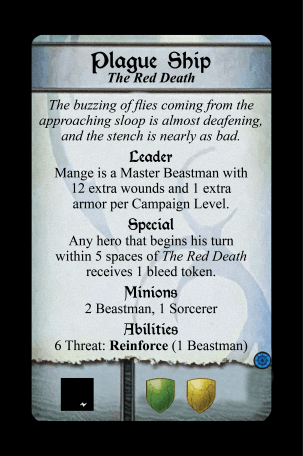 Plague Ship
The Red Death
The buzzing of flies coming from the
approaching sloop is almost deafening,
and the stench is nearly as bad.
Leader
Mange is a Master Beastman with
12 extra wounds and 1 extra
armor per Campaign Level.
Special
Any hero that begins his turn
within 5 spaces of The Red Death
receives 1 bleed token.
Minions
2 Beastman, 1 Sorcerer
Abilities
6 Threat: Reinforce (1 Beastman)